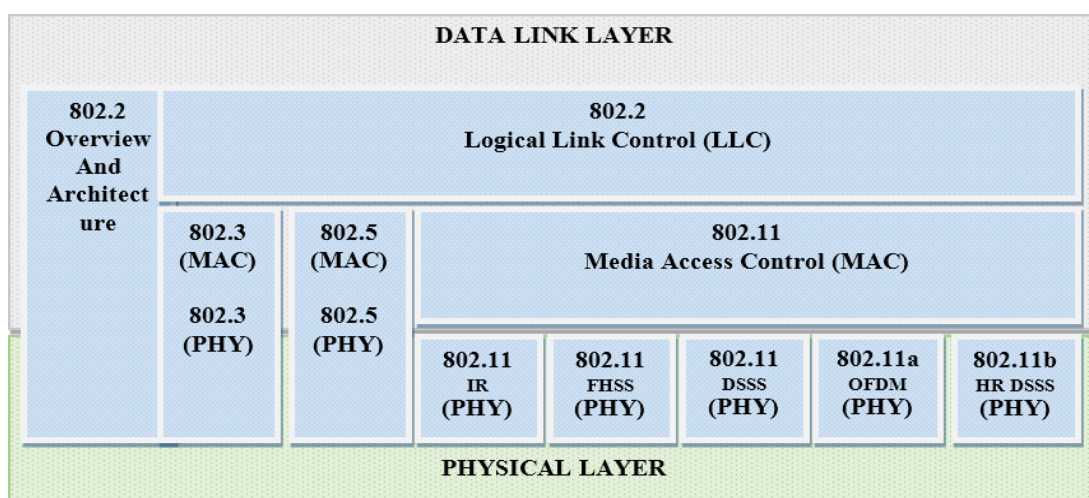 DATA LINK LAYER
802.2
Overview
And
Architect
ure
802.2
Logical Link Control (LLC)
802.3
(MAC)
802.3
(PHY)
802.5
(MAC)
802.5
(PHY)
802.11
Media Access Control (MAC)
802.11
IR
(PHY)
802.11
FHSS
(PHY)
802.11
DSSS
(PHY)
802.11a
OFDM
(PHY)
802.11b
HR DSSS
(PHY)
PHYSICAL LAYER